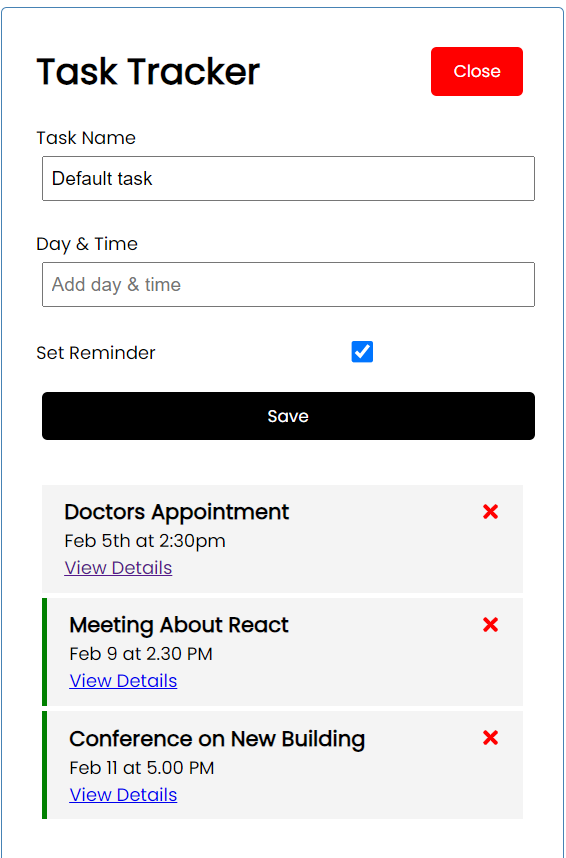 Task Tracker
Close
Task Name
Default task
Day & Time
Add day & time
Set Reminder
Save
Doctors Appointment
Feb 5th at 2:30pm
View Details
Meeting About React
Feb 9 at 2.30 PM
View Details
Conference on New Building
Feb 11 at 5.00 PM
View Details